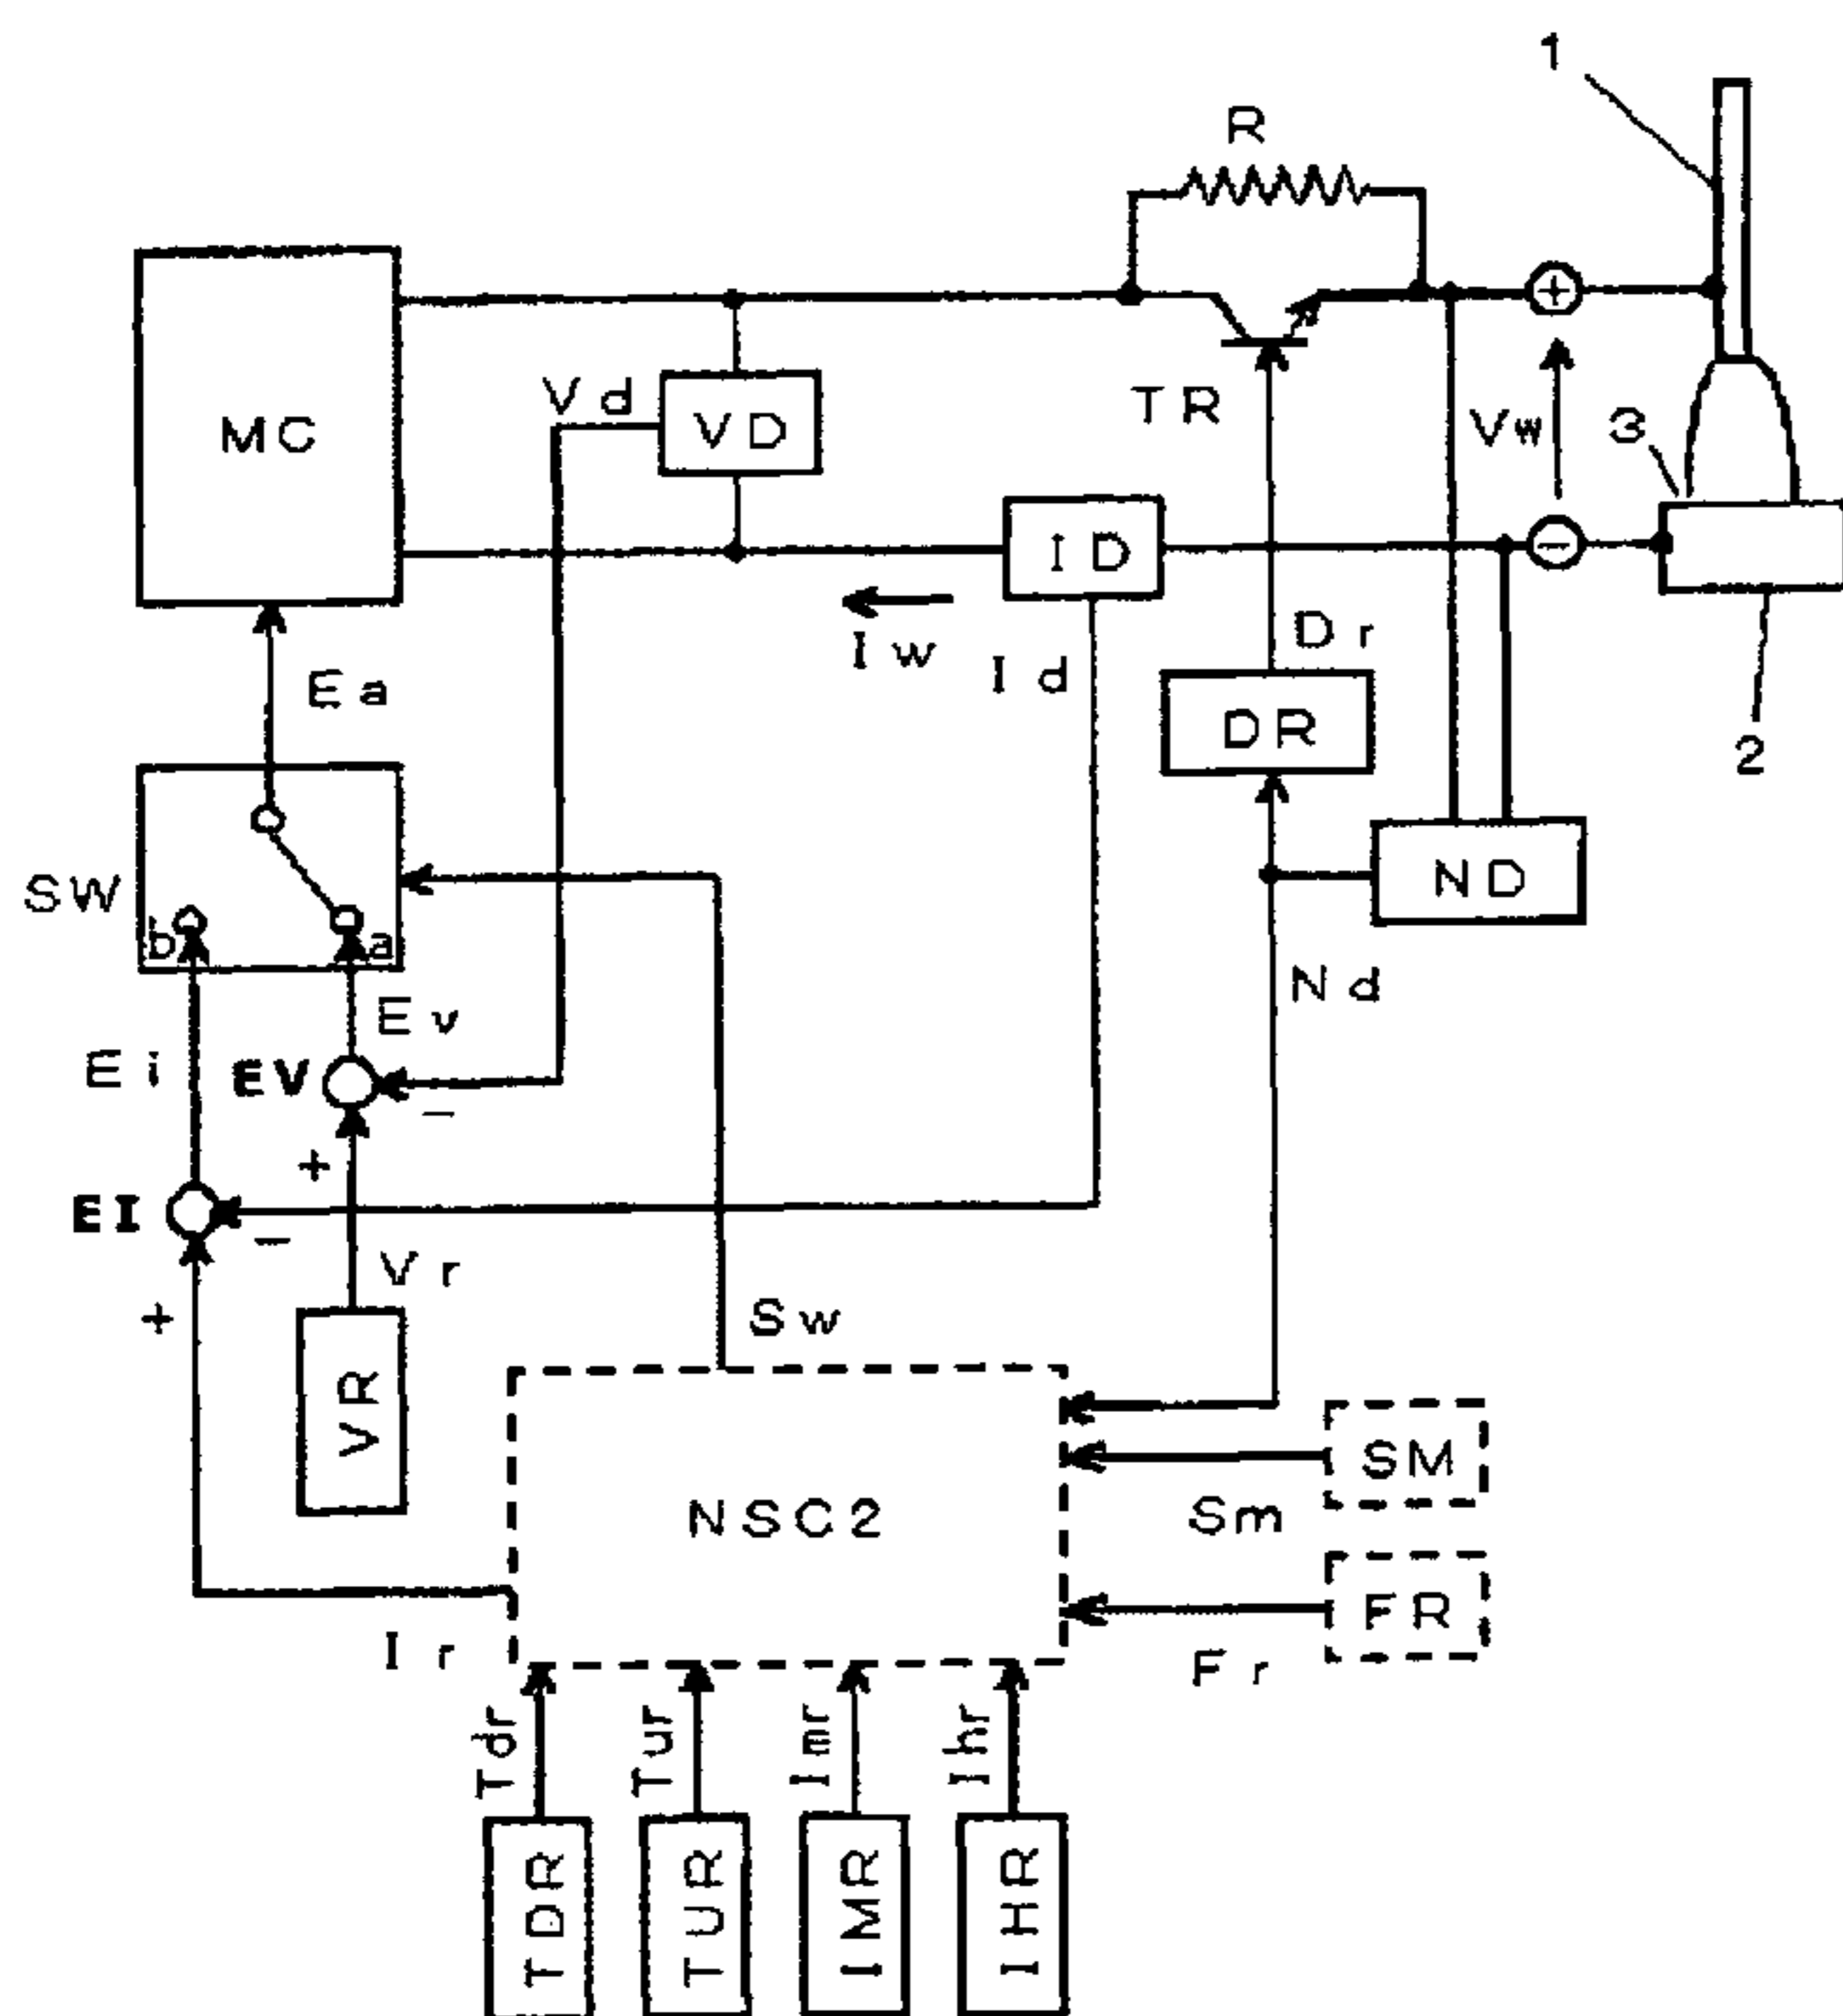 1
R
+
MC
Vd
VD
TR
Vw
3
ID
−
Iw
Id
Dr
Ea
DR
2
SW
ND
b
a
Nd
Ev
Ei
EV
−
+
EI
−
Vr
+
Sw
VR
SM
NSC2
Sm
FR
Ir
Fr
Tdr
Tur
Imr
Ihr
TDR
TUR
IMR
IHR